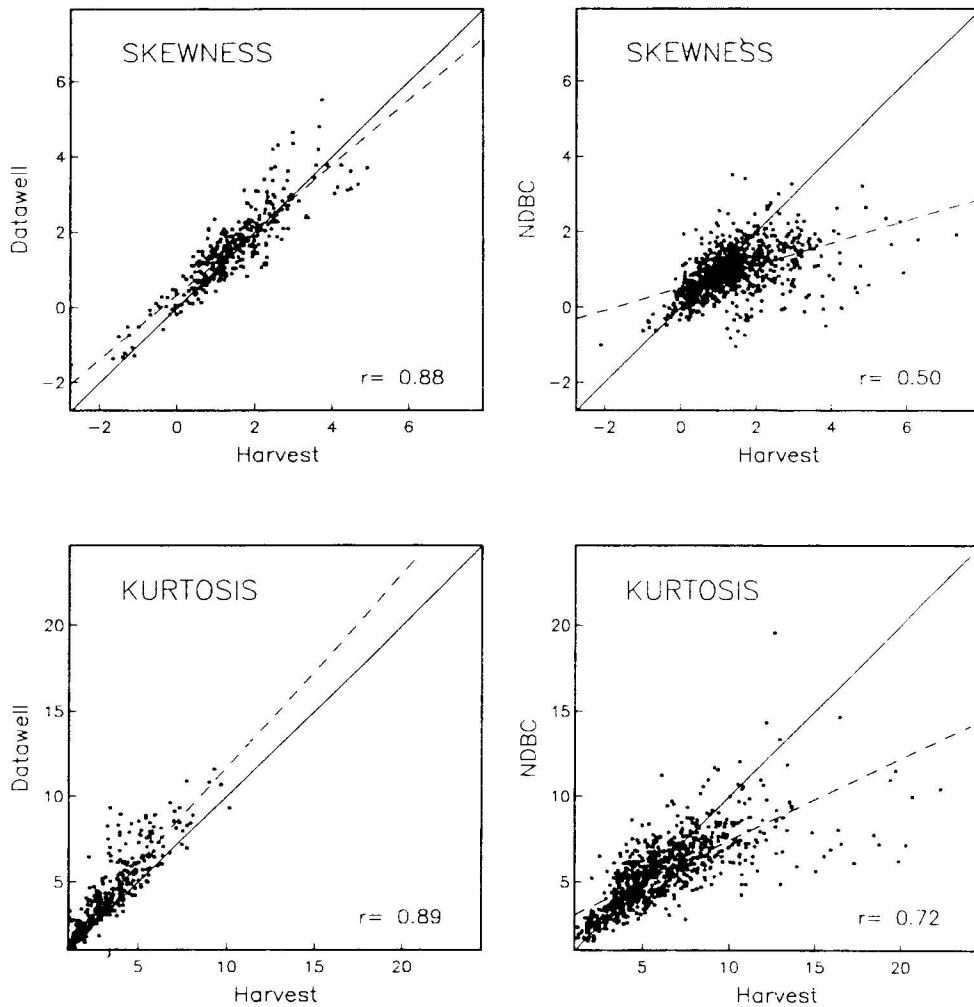 SKEWNESS
6
4
2
0
−2
Datawell
r= 0.88
−2 0 2 4 6
Harvest
SKEWNESS
6
4
2
0
−2
NDBC
r= 0.50
−2 0 2 4 6
Harvest
KURTOSIS
20
15
10
5
Datawell
r= 0.89
5 10 15 20
Harvest
KURTOSIS
20
15
10
5
NDBC
r= 0.72
5 10 15 20
Harvest